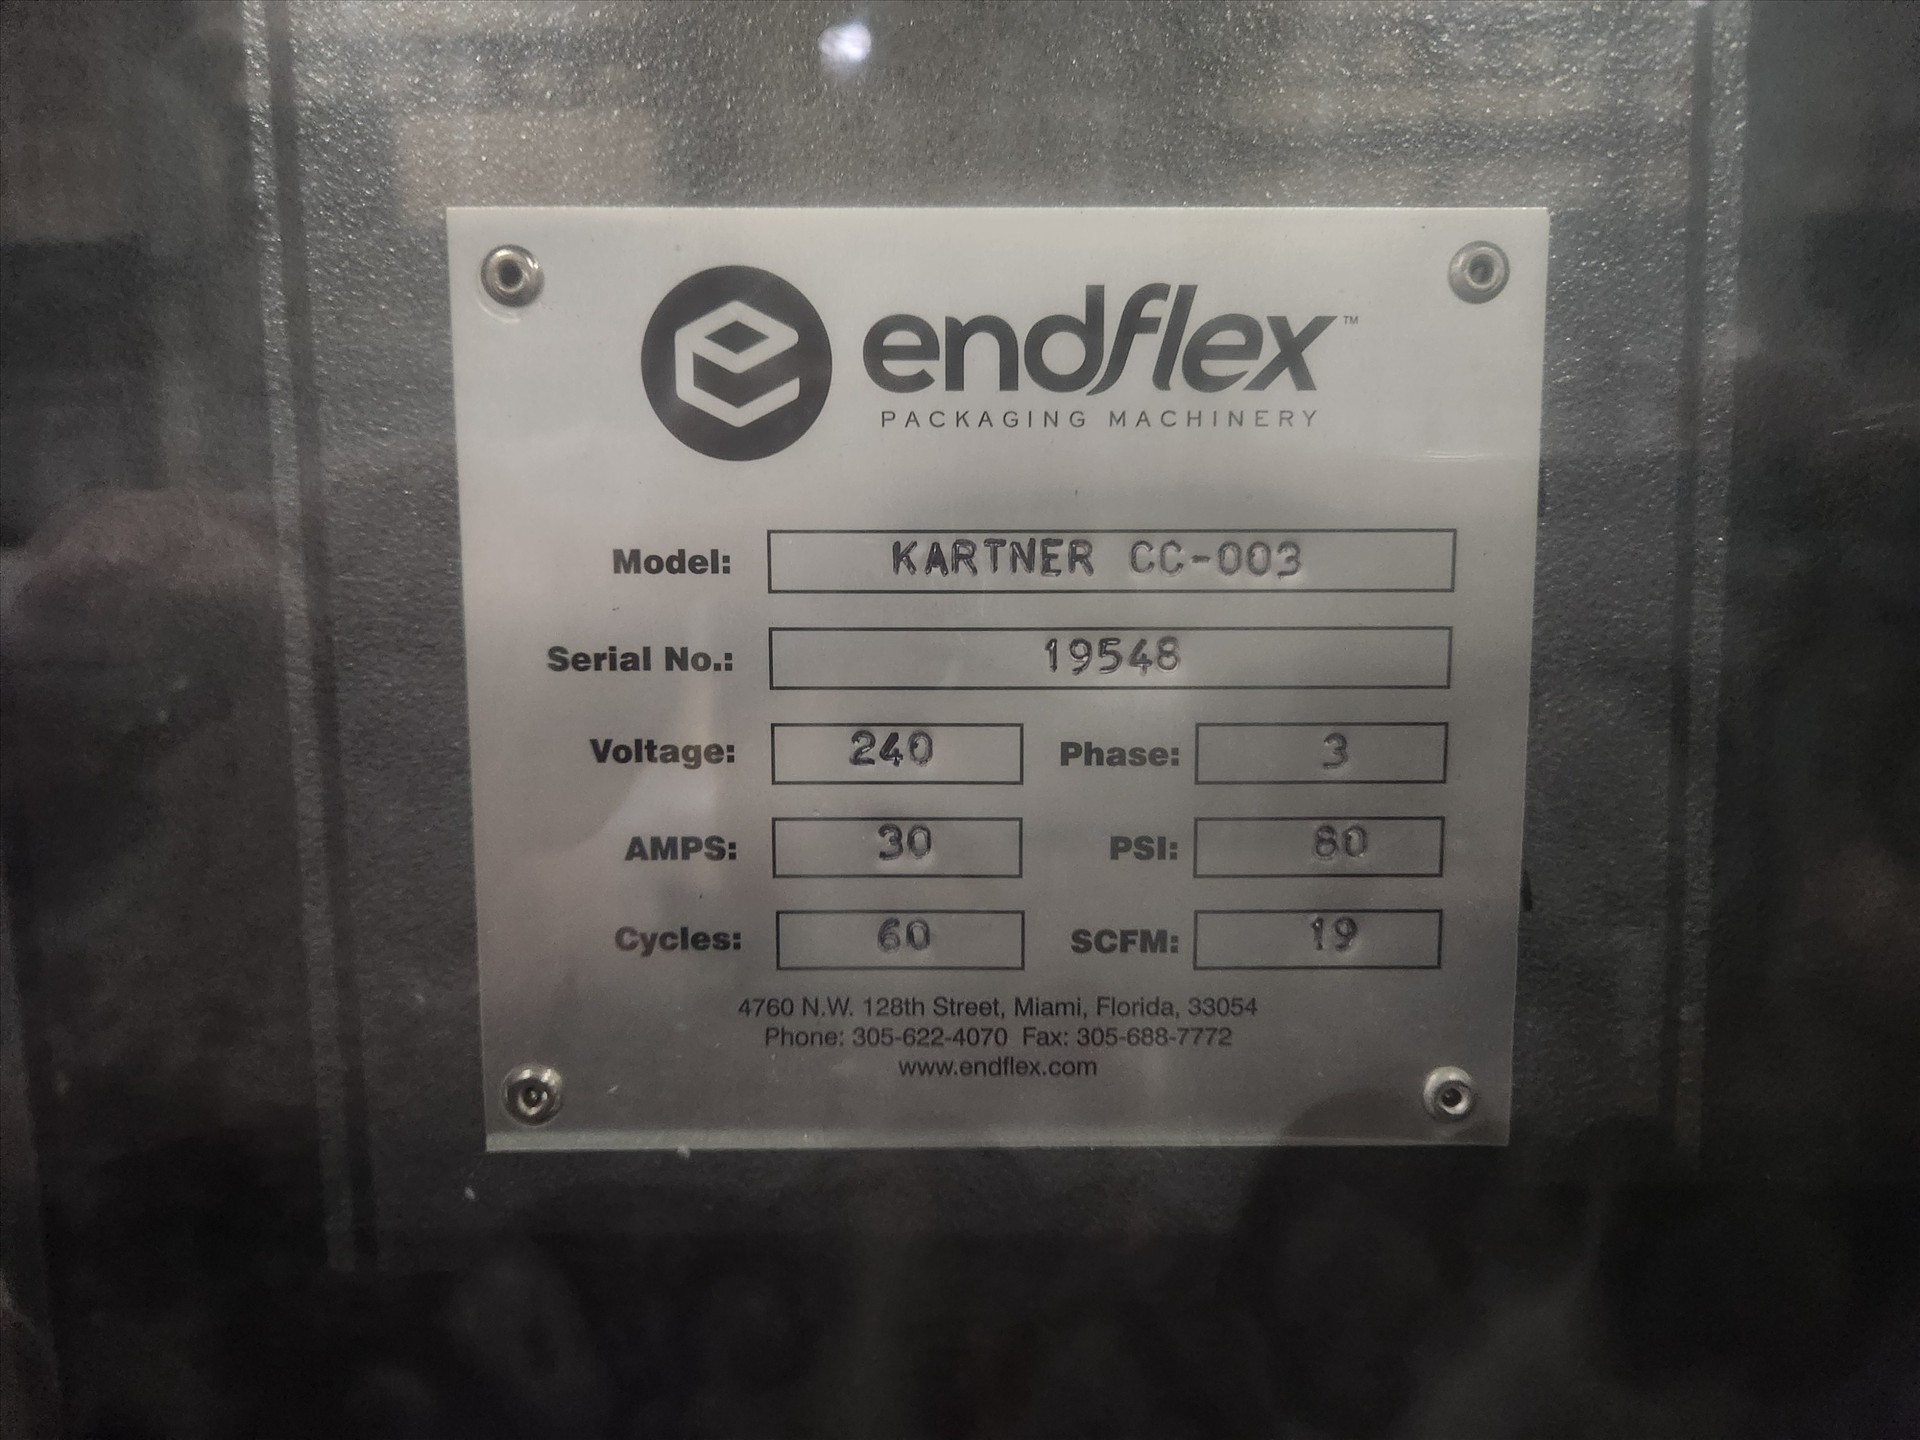 endflex™
PACKAGING MACHINERY
Model: KARTNER CC-003
Serial No.: 19548
Voltage: 240 Phase: 3
AMPS: 30 PSI: 80
Cycles: 60 SCFM: 19
4760 N.W. 128th Street, Miami, Florida, 33054
Phone: 305-622-4070 Fax: 305-688-7772
www.endflex.com